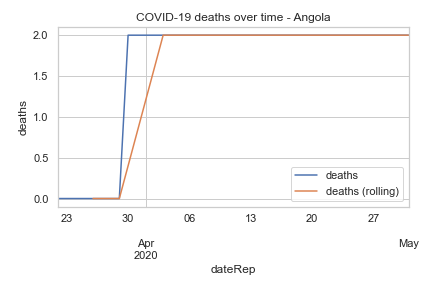 COVID-19 deaths over time - Angola
deaths
2.0
1.5
1.0
0.5
0.0
deaths
deaths (rolling)
23 30 06 13 20 27
Apr May
2020
dateRep